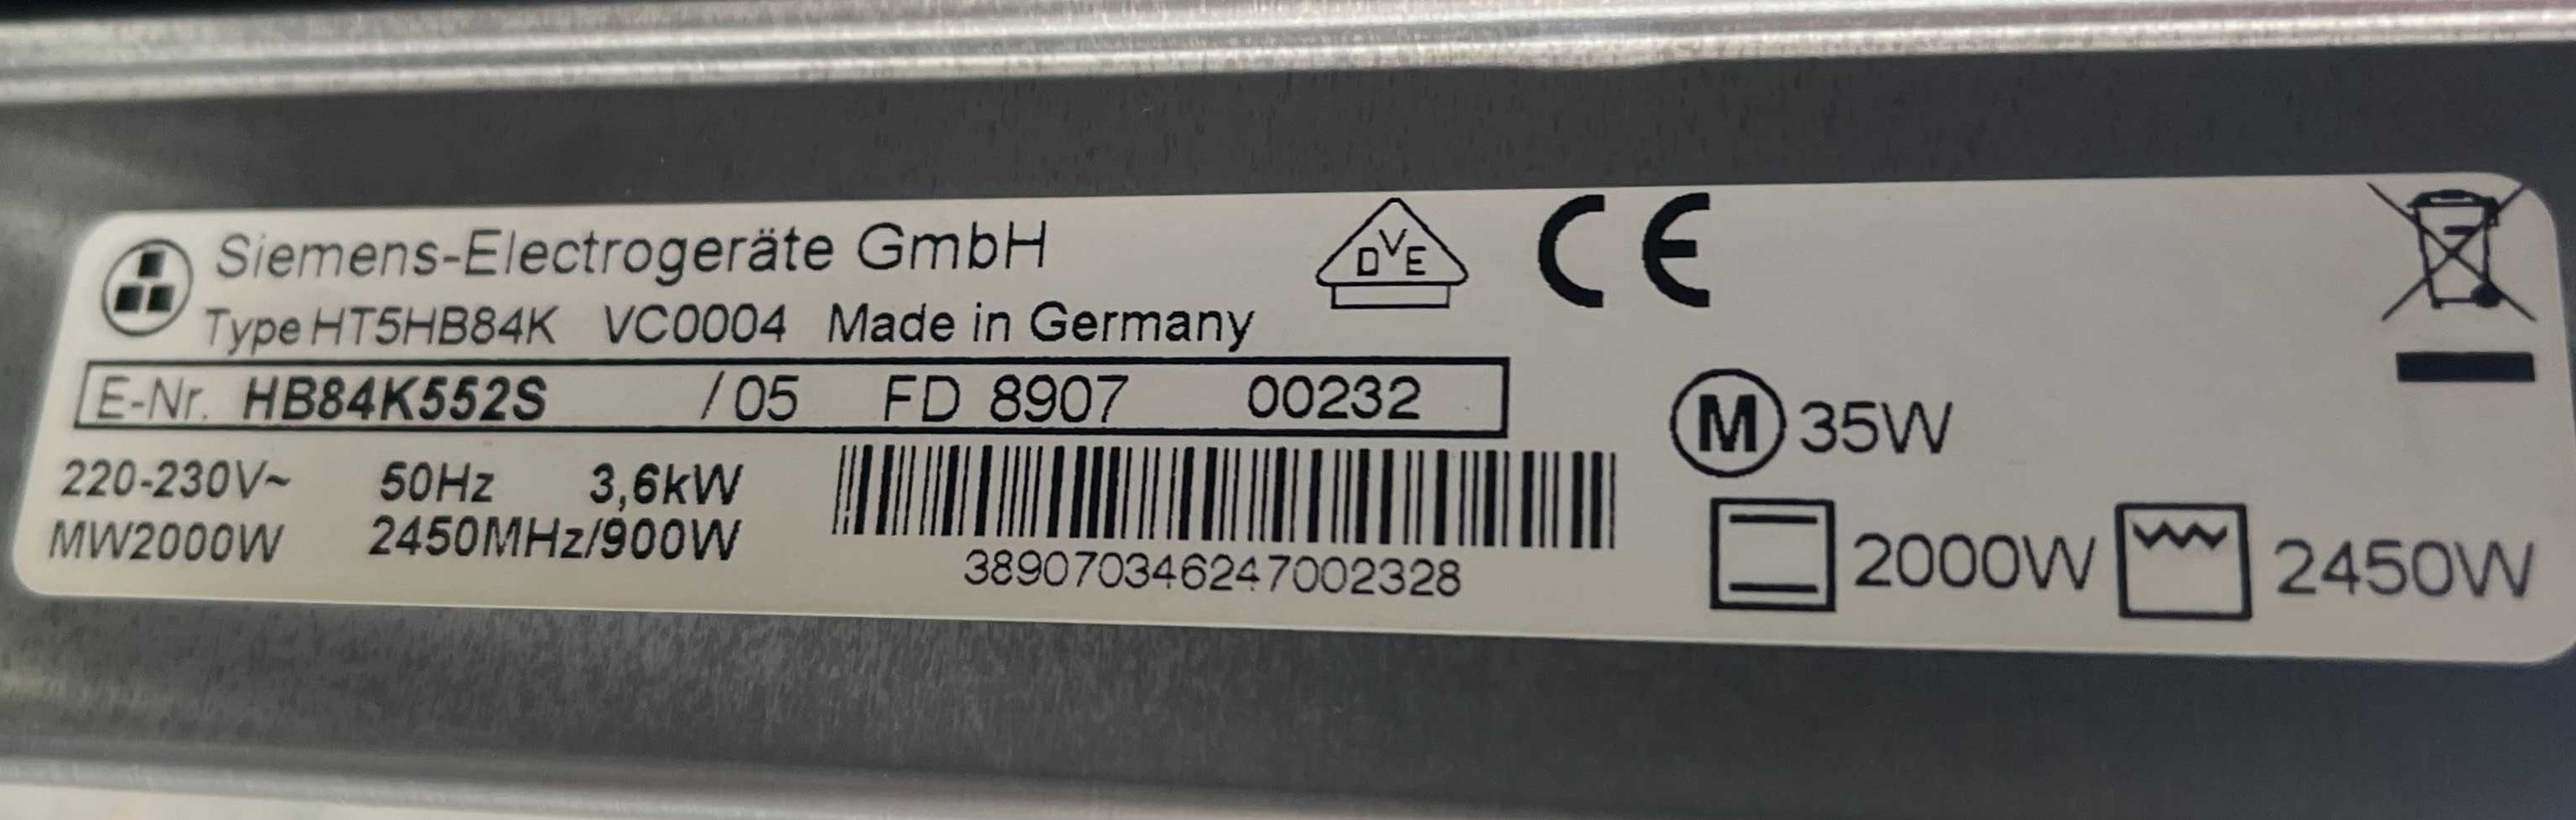 Siemens-Electrogeräte GmbH
Type HT5HB84K VC0004 Made in Germany
DVE
CE
E-Nr. HB84K552S /05 FD 8907 00232
220-230V~ 50Hz 3,6kW
MW2000W 2450MHz/900W
389070346247002328
M 35W
2000W 2450W